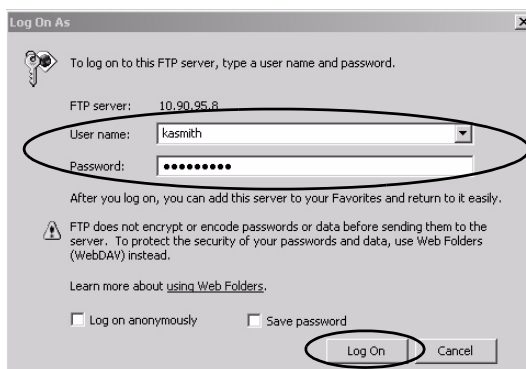 Log On As
To log on to this FTP server, type a user name and password.
FTP server: 10.90.95.8
User name: kasmith
Password: •••••••••
After you log on, you can add this server to your Favorites and return to it easily.
FTP does not encrypt or encode passwords or data before sending them to the
server. To protect the security of your passwords and data, use Web Folders
(WebDAV) instead.
Learn more about using Web Folders.
Log on anonymously Save password
Log On Cancel